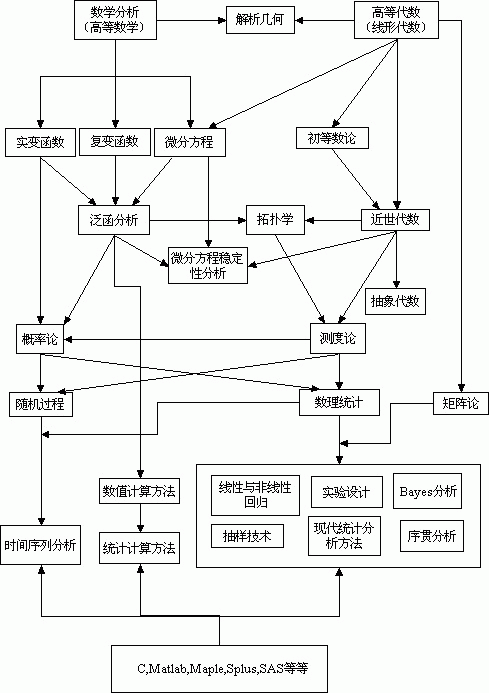 数学分析
（高等数学）
解析几何
高等代数
（线形代数）
实变函数
复变函数
微分方程
初等数论
泛函分析
拓扑学
近世代数
微分方程稳定
性分析
抽象代数
概率论
测度论
随机过程
数理统计
矩阵论
数值计算方法
线性与非线性
回归
实验设计
Bayes分析
时间序列分析
统计计算方法
抽样技术
现代统计分
析方法
序贯分析
C,Matlab,Maple,Splus,SAS等等